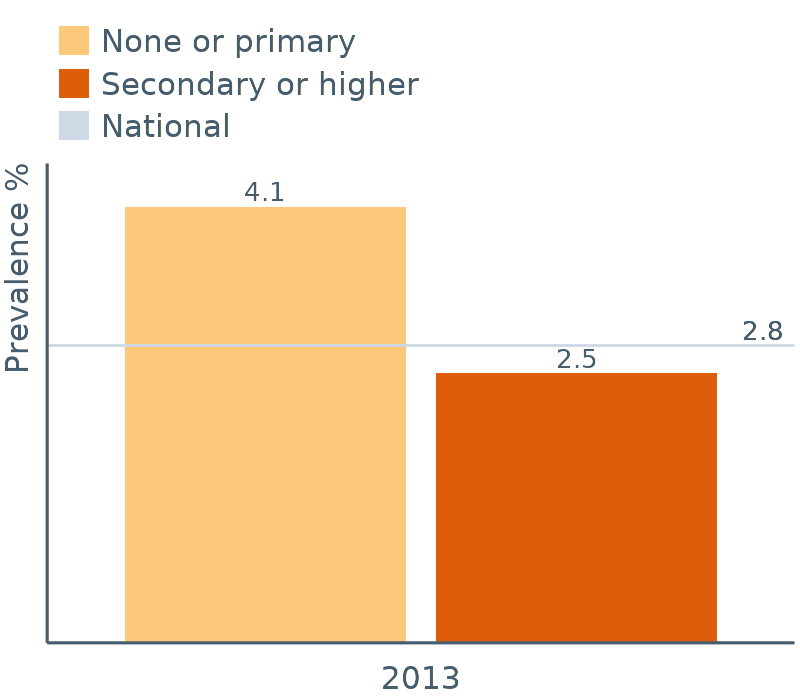 None or primary
Secondary or higher
National
Prevalence %
4.1
2.8
2.5
2013